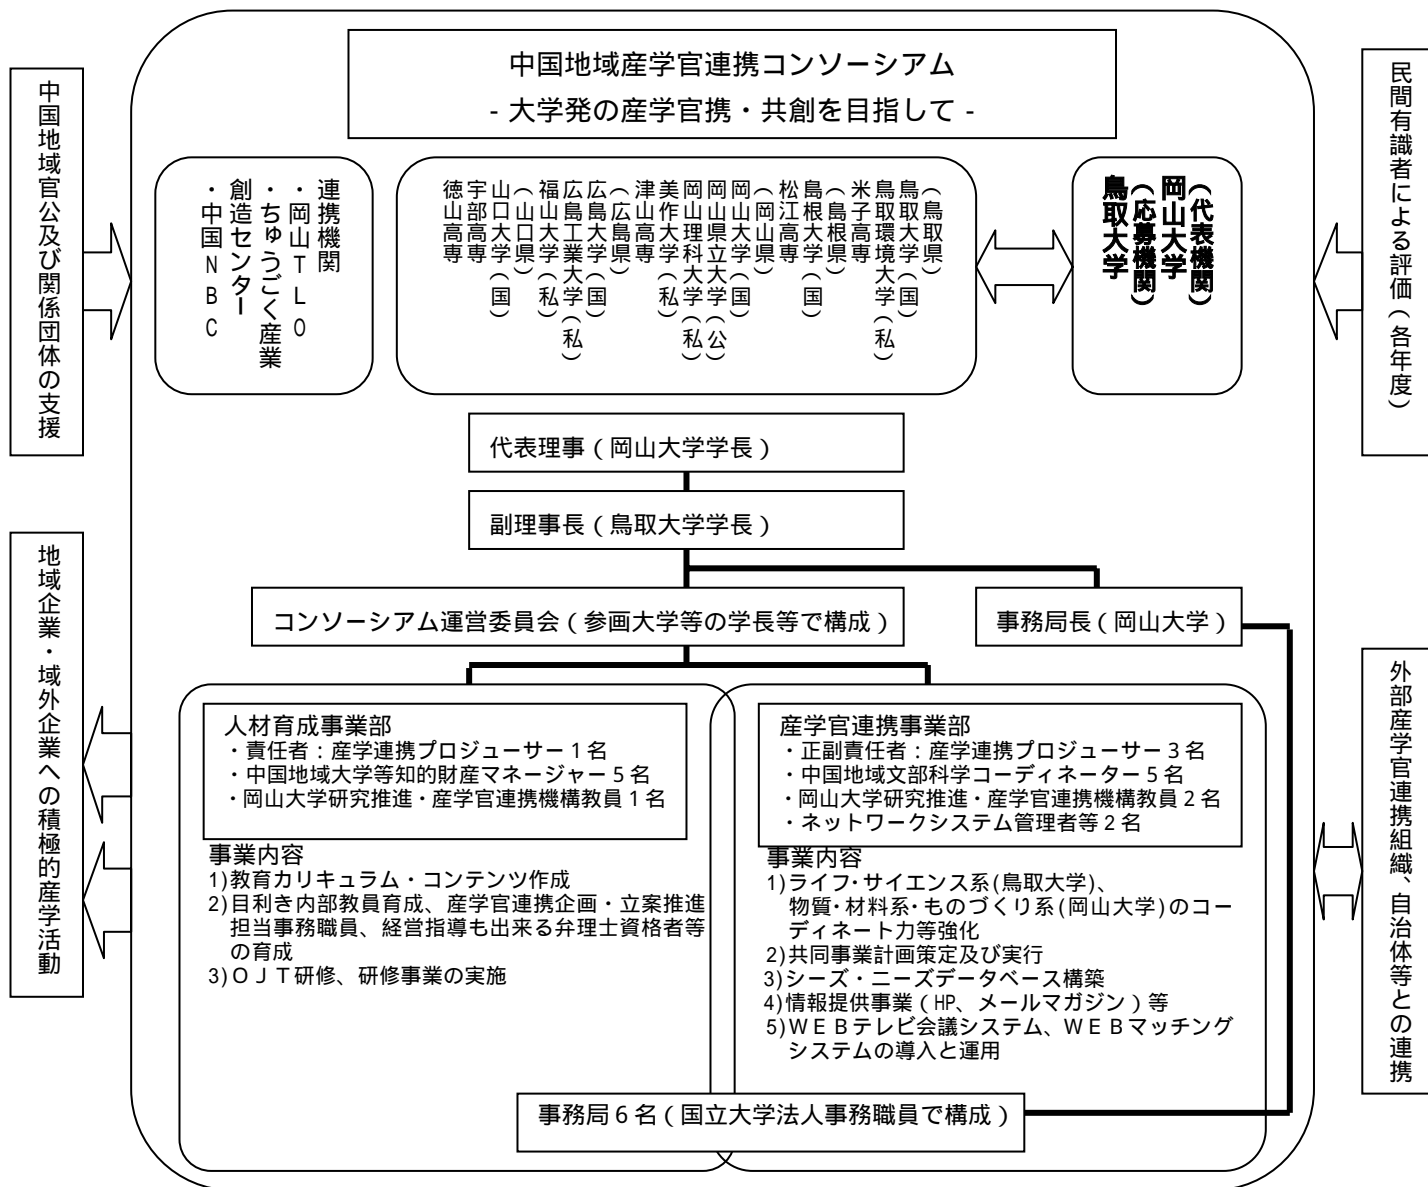 中国地域産学官連携コンソーシアム
- 大学発の産学官携・共創を目指して -
中国地域官公及び関係団体の支援
連携機関
・岡山TLO
・ちゅうごく産業
創造センター
・中国NBC
（鳥取県）
鳥取大学（国）
鳥取環境大学（私）
米子高専
（島根県）
島根大学（国）
松江高専
（岡山県）
岡山大学（国）
岡山県立大学（公）
岡山理科大学（私）
美作大学（私）
津山高専
（広島県）
広島大学（国）
広島工業大学（私）
福山大学（私）
（山口県）
山口大学（国）
宇部高専
徳山高専
（代表機関）
岡山大学
（応募機関）
鳥取大学
民間有識者による評価（各年度）
代表理事（岡山大学学長）
副理事長（鳥取大学学長）
コンソーシアム運営委員会（参画大学等の学長等で構成）
事務局長（岡山大学）
地域企業・域外企業への積極的産学活動
人材育成事業部
・責任者：産学連携プロジューサー１名
・中国地域大学等知的財産マネージャー５名
・岡山大学研究推進・産学官連携機構教員１名
事業内容
1)教育カリキュラム・コンテンツ作成
2)目利き内部教員育成、産学官連携企画・立案推進
担当事務職員、経営指導も出来る弁理士資格者等
の育成
3)ＯＪＴ研修、研修事業の実施
産学官連携事業部
・正副責任者：産学連携プロジューサー３名
・中国地域文部科学コーディネーター５名
・岡山大学研究推進・産学官連携機構教員２名
・ネットワークシステム管理者等２名
事業内容
1)ライフ・サイエンス系(鳥取大学)、
物質・材料系・ものづくり系(岡山大学)のコー
ディネート力等強化
2)共同事業計画策定及び実行
3)シーズ・ニーズデータベース構築
4)情報提供事業（HP、メールマガジン）等
5)ＷＥＢテレビ会議システム、ＷＥＢマッチング
システムの導入と運用
事務局６名（国立大学法人事務職員で構成）
外部産学官連携組織、自治体等との連携